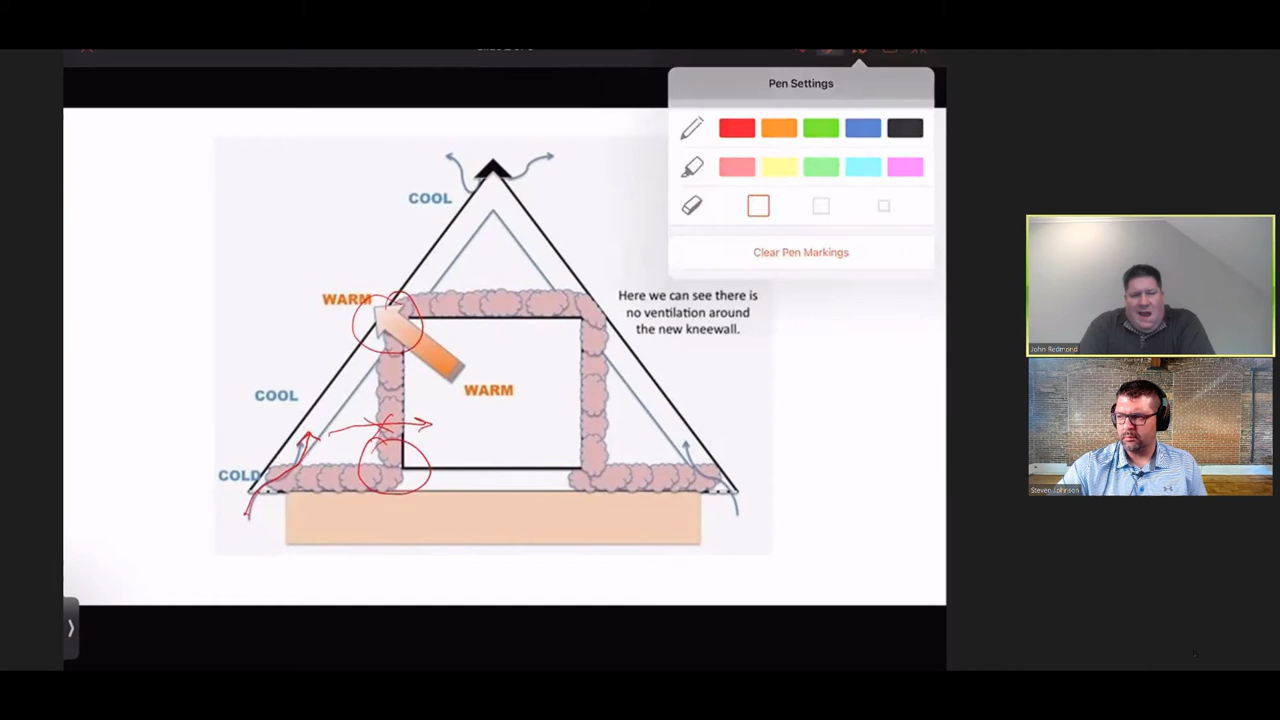 Pen Settings
COOL
Clear Pen Markings
WARM
Here we can see there is
no ventilation around
the new kneewall.
John Redmond
WARM
COOL
COLD
Steven Johnson